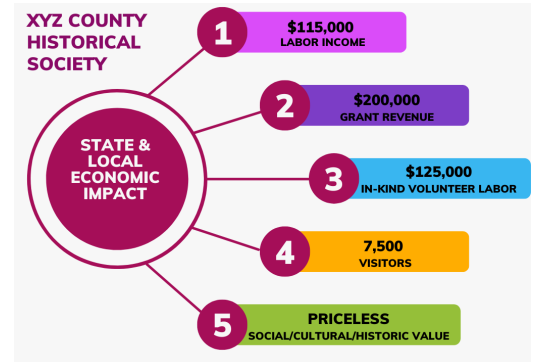 XYZ COUNTY
HISTORICAL
SOCIETY
STATE &
LOCAL
ECONOMIC
IMPACT
1
$115,000
LABOR INCOME
2
$200,000
GRANT REVENUE
3
$125,000
IN-KIND VOLUNTEER LABOR
4
7,500
VISITORS
5
PRICELESS
SOCIAL/CULTURAL/HISTORIC VALUE